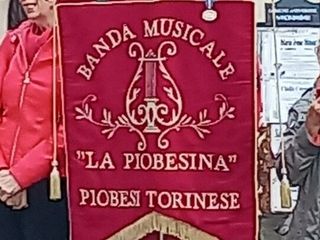 BANDA MUSICALE
"LA PIOBESINA"
PIOBESI TORINESE